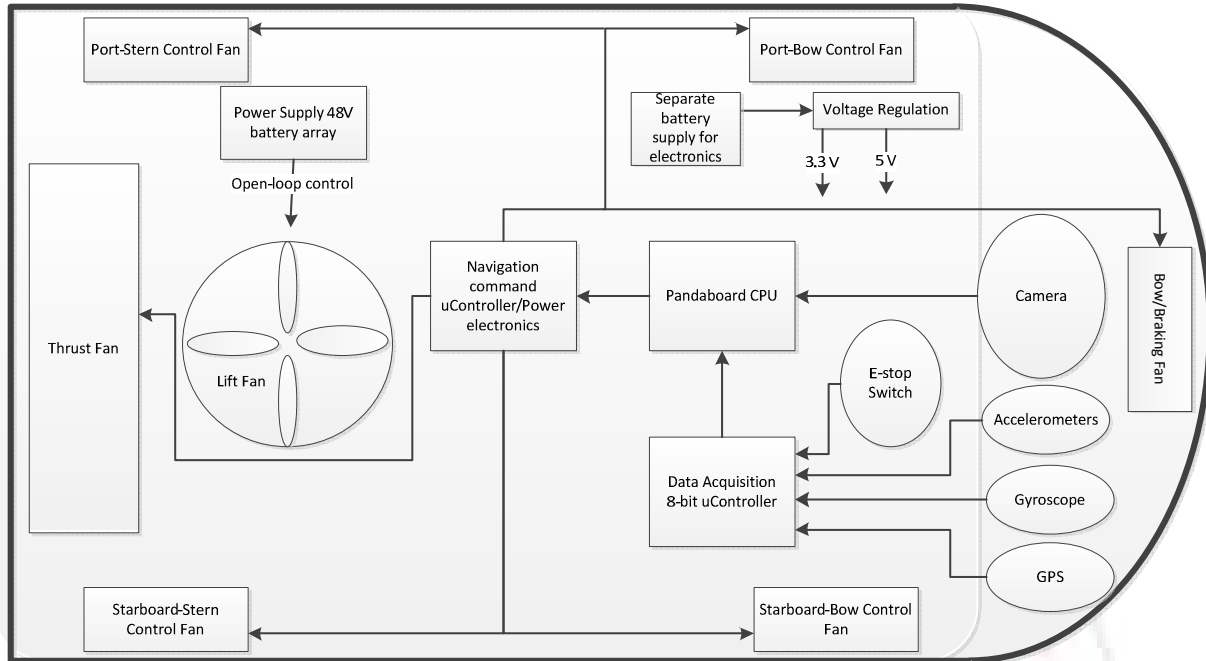 Port-Stern Control Fan
Port-Bow Control Fan
Power Supply 48V
battery array
Separate
battery
supply for
electronics
Voltage Regulation
3.3 V
5 V
Open-loop control
Thrust Fan
Lift Fan
Navigation
command
uController/Power
electronics
Pandaboard CPU
Camera
Bow/Braking Fan
E-stop
Switch
Accelerometers
Data Acquisition
8-bit uController
Gyroscope
GPS
Starboard-Stern
Control Fan
Starboard-Bow Control
Fan